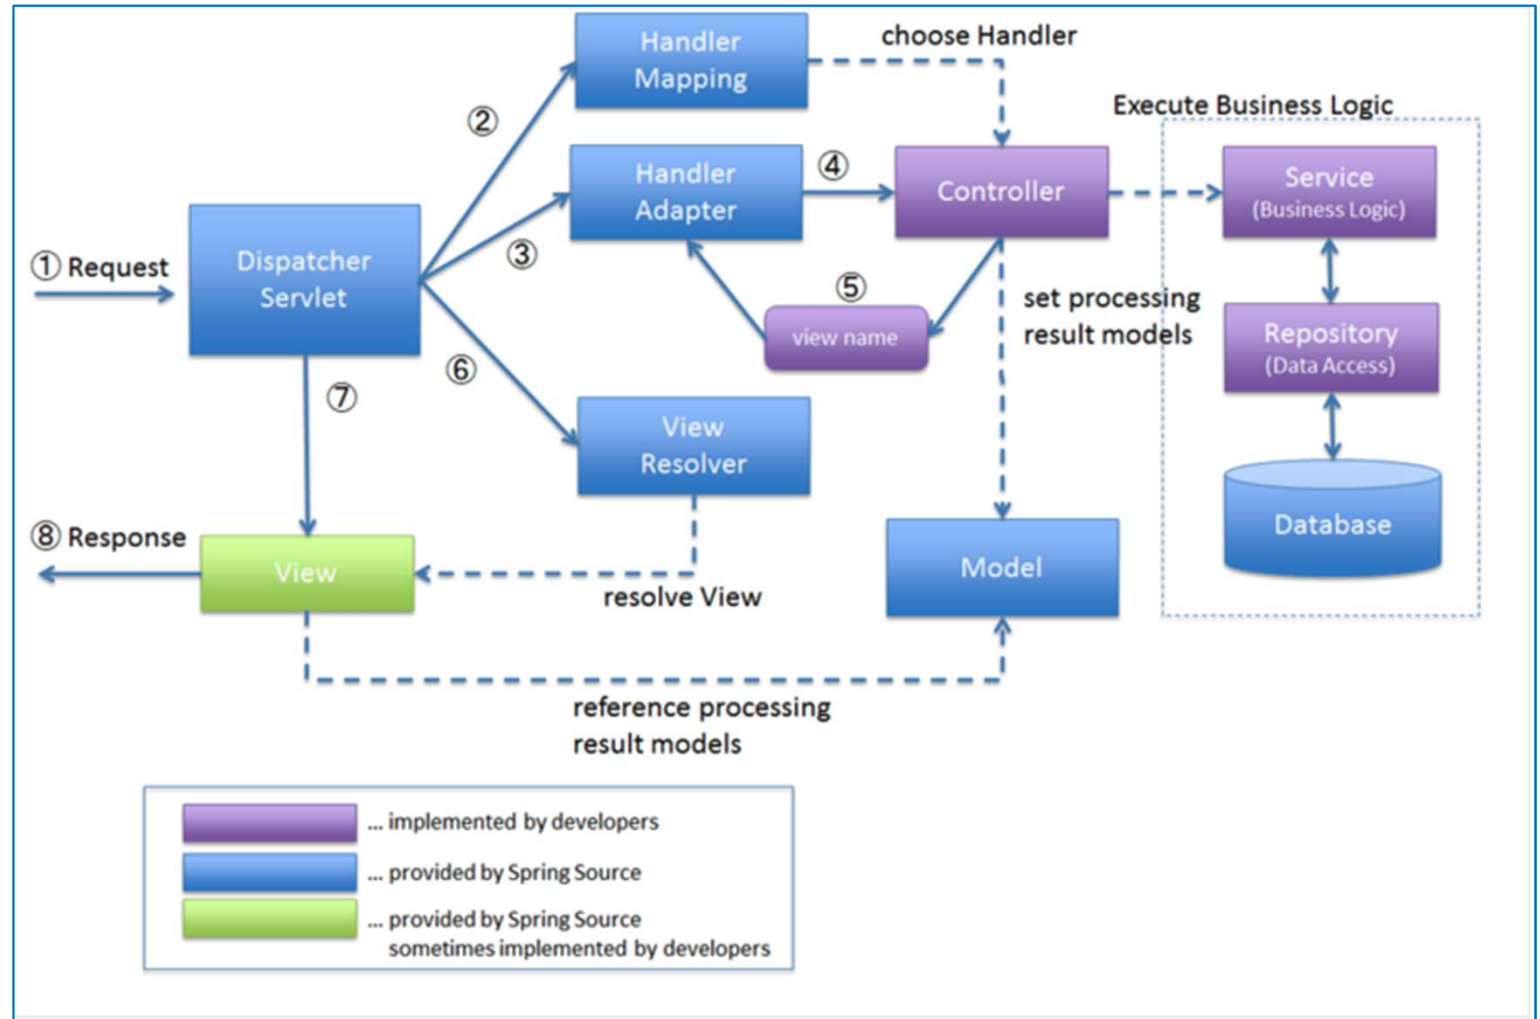 Handler
Mapping
choose Handler
Execute Business Logic
②
Handler
Adapter
④
Controller
Service
(Business Logic)
① Request
Dispatcher
Servlet
③
⑤
view name
set processing
result models
Repository
(Data Access)
⑥
⑦
View
Resolver
⑧ Response
View
resolve View
Model
Database
reference processing
result models
... implemented by developers
... provided by Spring Source
... provided by Spring Source
sometimes implemented by developers